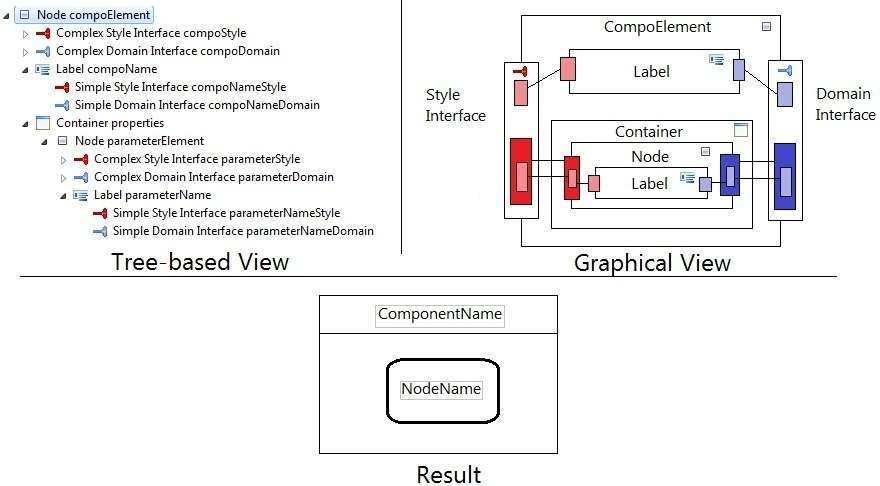 Node compoElement
Complex Style Interface compoStyle
Complex Domain Interface compoDomain
Label compoName
Simple Style Interface compoNameStyle
Simple Domain Interface compoNameDomain
Container properties
Node parameterElement
Complex Style Interface parameterStyle
Complex Domain Interface parameterDomain
Label parameterName
Simple Style Interface parameterNameStyle
Simple Domain Interface parameterNameDomain
Tree-based View
CompoElement
Label
Style
Interface
Domain
Interface
Container
Node
Label
Graphical View
ComponentName
NodeName
Result